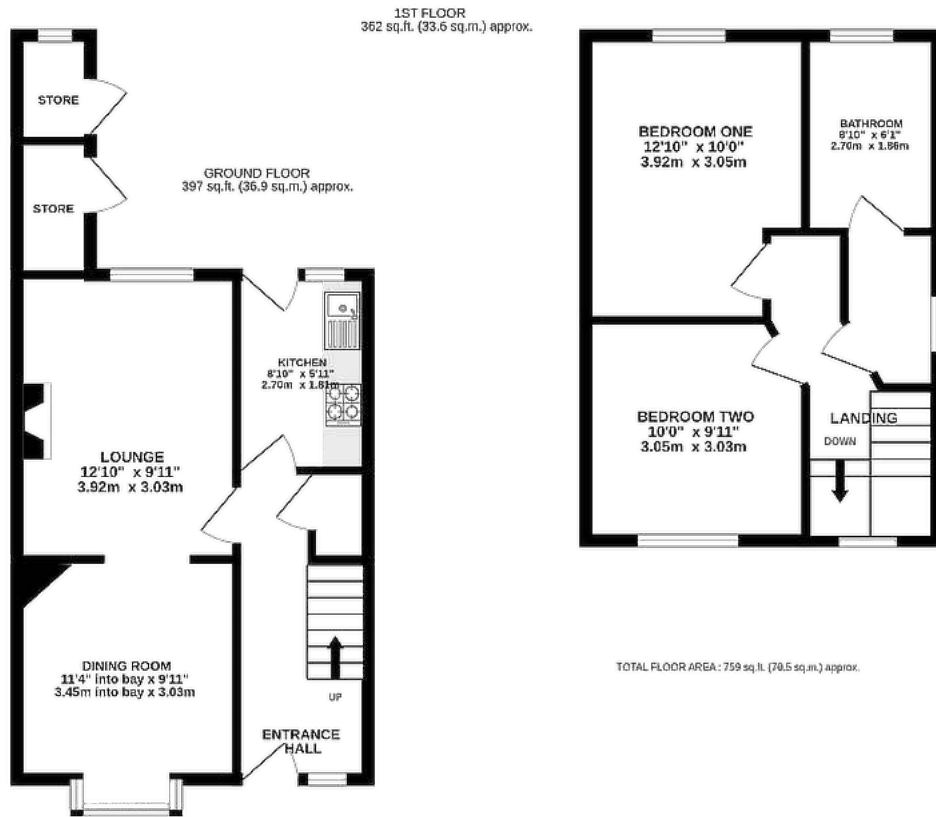 1ST FLOOR
362 sq.ft. (33.6 sq.m.) approx.
STORE
GROUND FLOOR
397 sq.ft. (36.9 sq.m.) approx.
STORE
KITCHEN
8'10" x 5'11"
2.70m x 1.81m
LOUNGE
12'10" x 9'11"
3.92m x 3.03m
DINING ROOM
11'4" into bay x 9'11"
3.45m into bay x 3.03m
UP
ENTRANCE
HALL
BEDROOM ONE
12'10" x 10'0"
3.92m x 3.05m
BATHROOM
8'10" x 6'1"
2.70m x 1.86m
BEDROOM TWO
10'0" x 9'11"
3.05m x 3.03m
LANDING
DOWN
TOTAL FLOOR AREA : 759 sq.ft. (70.5 sq.m.) approx.